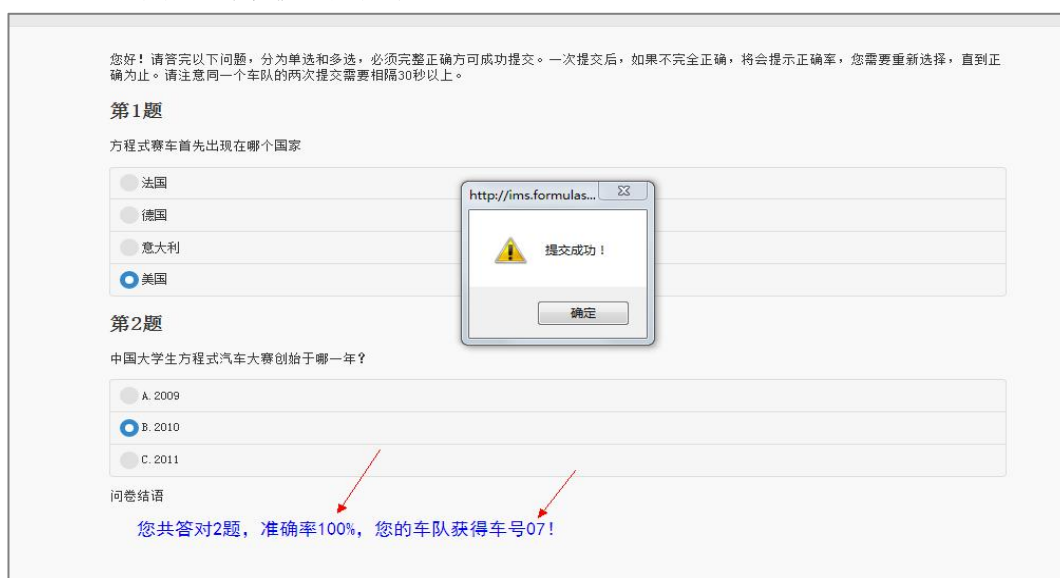 您好！请答完以下问题，分为单选和多选，必须完整正确方可成功提交。一次提交后，如果不完全正确，将会提示正确率，您需要重新选择，直到正
确为止。请注意同一个车队的两次提交需要相隔30秒以上。
第1题
方程式赛车首先出现在哪个国家
法国
德国
意大利
美国
http://ims.formulas...
提交成功！
确定
第2题
中国大学生方程式汽车大赛创始于哪一年？
A. 2009
B. 2010
C. 2011
问卷结语
您共答对2题，准确率100%，您的车队获得车号07！